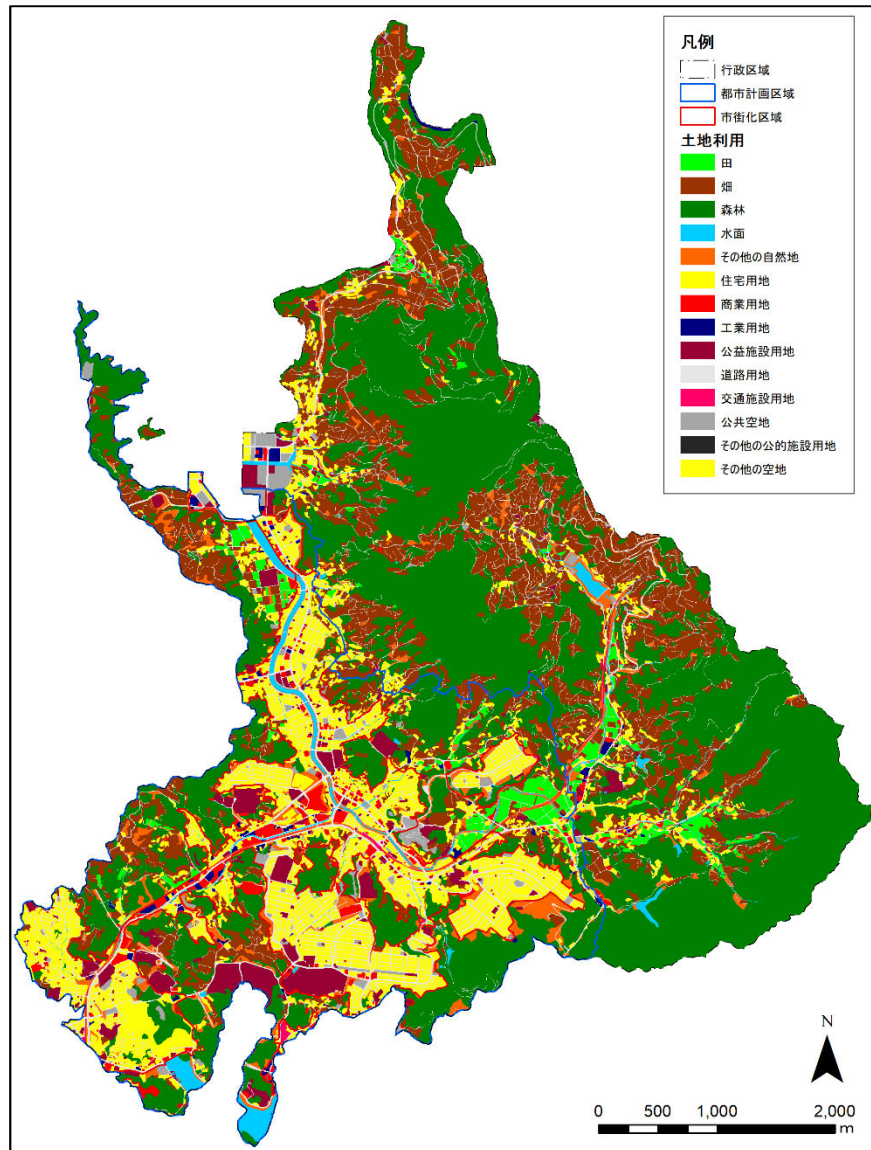 凡例
行政区域
都市計画区域
市街化区域
土地利用
田
畑
森林
水面
その他の自然地
住宅用地
商業用地
工業用地
公益施設用地
道路用地
交通施設用地
公共空地
その他の公的施設用地
その他の空地
N
0 500 1,000 2,000
m